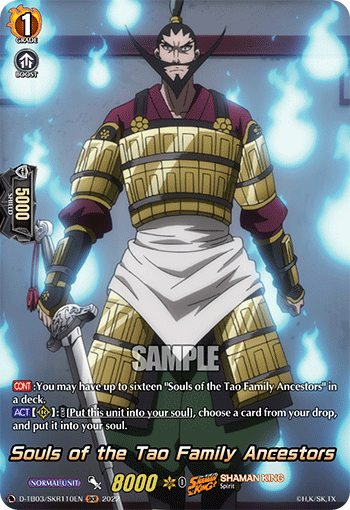 1
GRADE
BOOST
5000
SHIELD
SAMPLE
CONT:You may have up to sixteen "Souls of the Tao Family Ancestors" in
a deck.
ACT []:[Put this unit into your soul], choose a card from your drop,
and put it into your soul.
Souls of the Tao Family Ancestors
NORMAL UNIT 8000 0 SHAMAN KING SHAMAN KING
Spirit
D-TB03/SKR110EN 2022 ©H,K/SK,TX